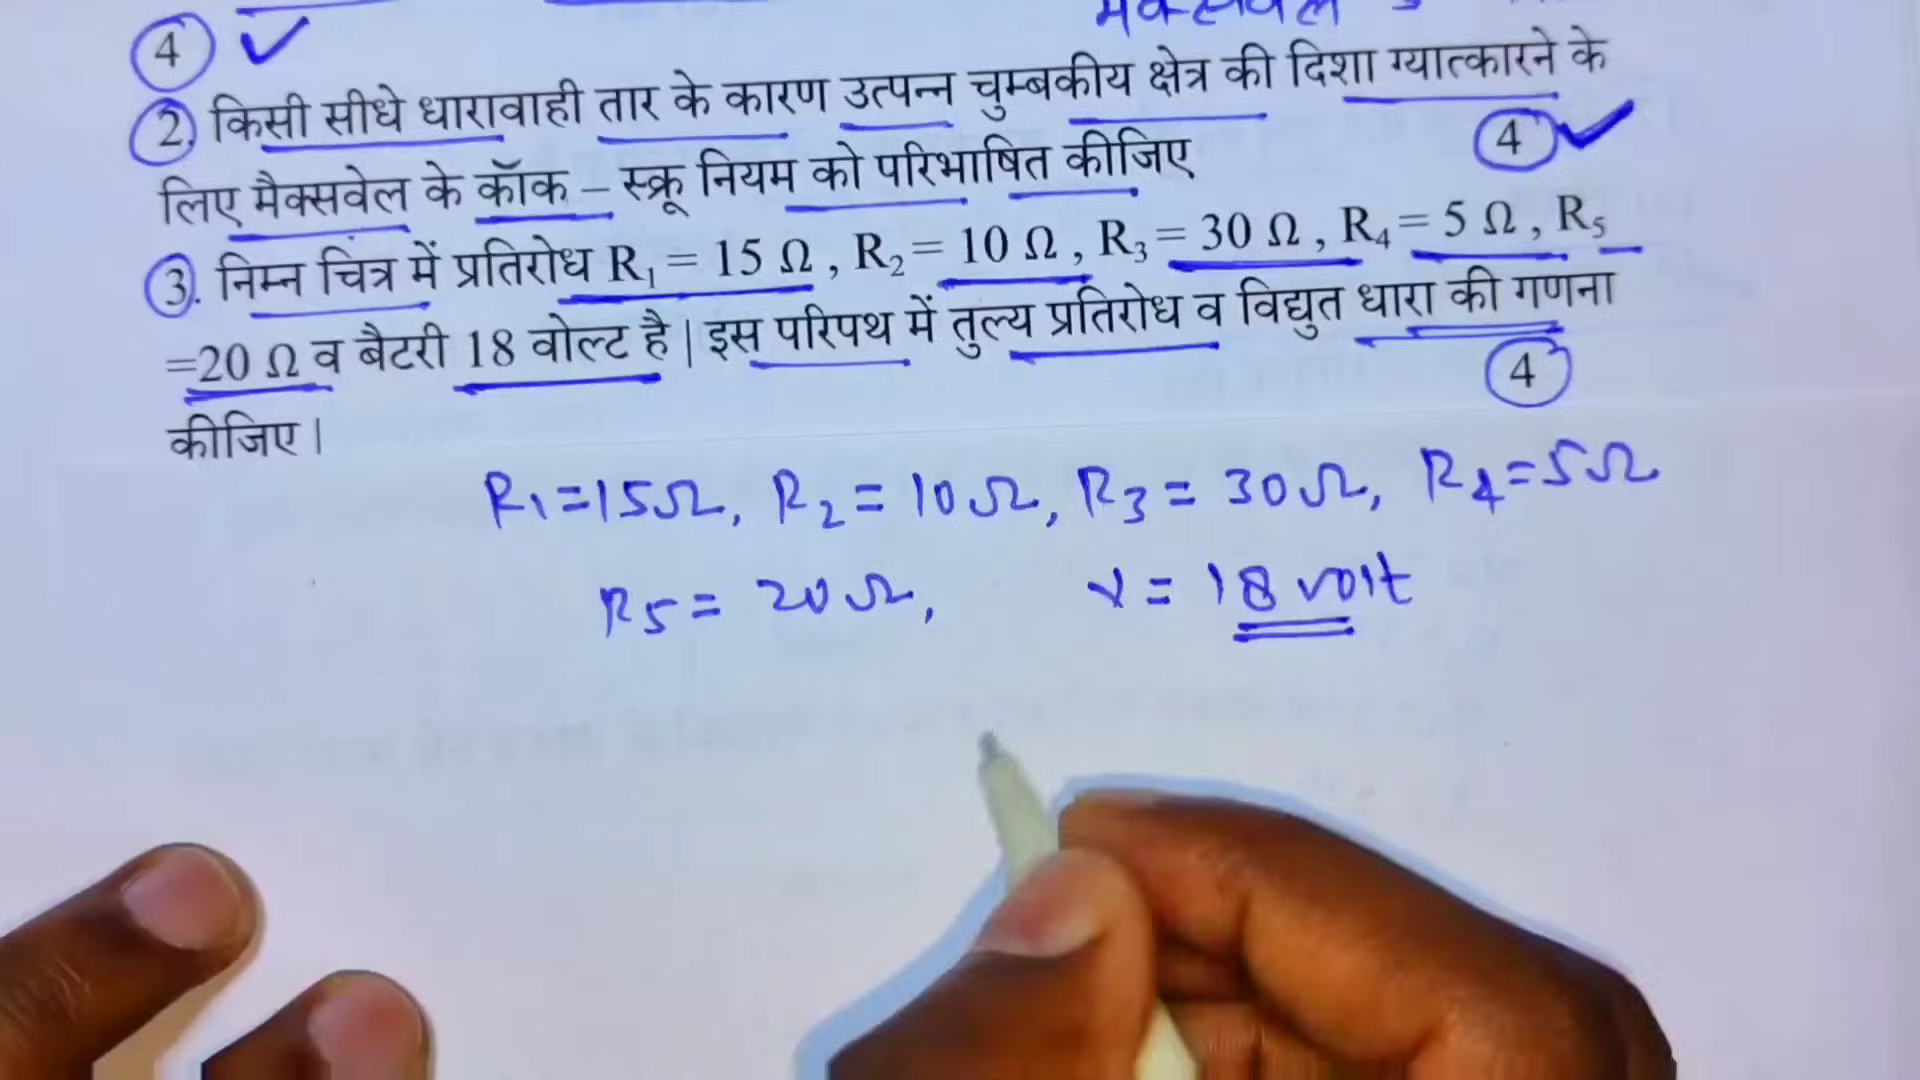 4
2. किसी सीधे धारावाही तार के कारण उत्पन्न चुम्बकीय क्षेत्र की दिशा ग्यात्कारने के
लिए मैक्सवेल के कॉक – स्क्रू नियम को परिभाषित कीजिए 4
3. निम्न चित्र में प्रतिरोध R₁ = 15 Ω , R₂ = 10 Ω , R₃ = 30 Ω , R₄ = 5 Ω , R₅
=20 Ω व बैटरी 18 वोल्ट है | इस परिपथ में तुल्य प्रतिरोध व विद्युत धारा की गणना
4
कीजिए |
R₁=15Ω, R₂ = 10Ω, R₃ = 30Ω, R₄=5Ω
R₅ = 20Ω, V = 18 volt